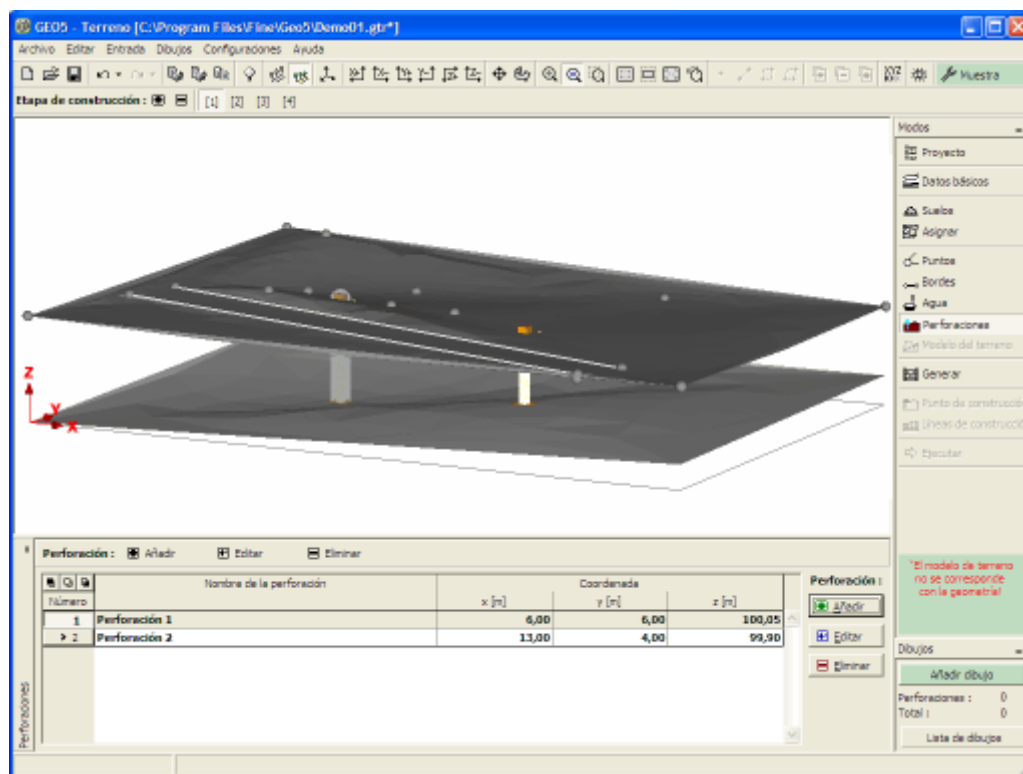 GEO5 - Terreno [C:\Program Files\Fine\Geo5\Demo01.gtr*]
Archivo Editar Entrada Dibujos Configuraciones Ayuda
Muestra
Etapa de construcción : [1] [2] [3] [4]
Modos
Proyecto
Datos básicos
Suelos
Asignar
Puntos
Bordes
Agua
Perforaciones
Modelo del terreno
Generar
Punto de construcció
Líneas de construcció
Ejecutar
Z
Y
X
"El modelo de terreno
no se corresponde
con la geometría!
Perforación : Añadir Editar Eliminar
Número Nombre de la perforación Coordenada
x [m] y [m] z [m]
1 Perforación 1 6,00 6,00 100,05
> 2 Perforación 2 13,00 4,00 99,90
Perforación :
Añadir
Editar
Eliminar
Perforaciones
Dibujos
Añadir dibujo
Perforaciones : 0
Total : 0
Lista de dibujos